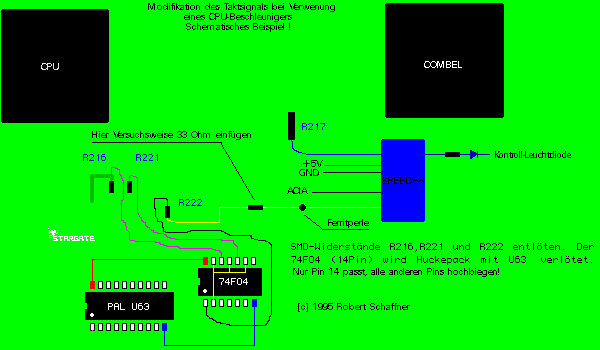 Modifikation des Taktsignals bei Verwenung
eines CPU-Beschleunigers
Schematisches Beispiel !
CPU
COMBEL
R217
Hier Versuchsweise 33 Ohm einfügen
R216
R221
+5V
GND
Kontroll-Leuchtdiode
SPEEDER
ACIA
R222
Ferritperle
STARGATE
SMD-Widerstände R216,R221 und R222 entlöten. Der
74F04 (14Pin) wird Huckepack mit U63 verlötet.
Nur Pin 14 passt, alle anderen Pins hochbiegen!
74F04
PAL U63
[c] 1995 Robert Schaffner